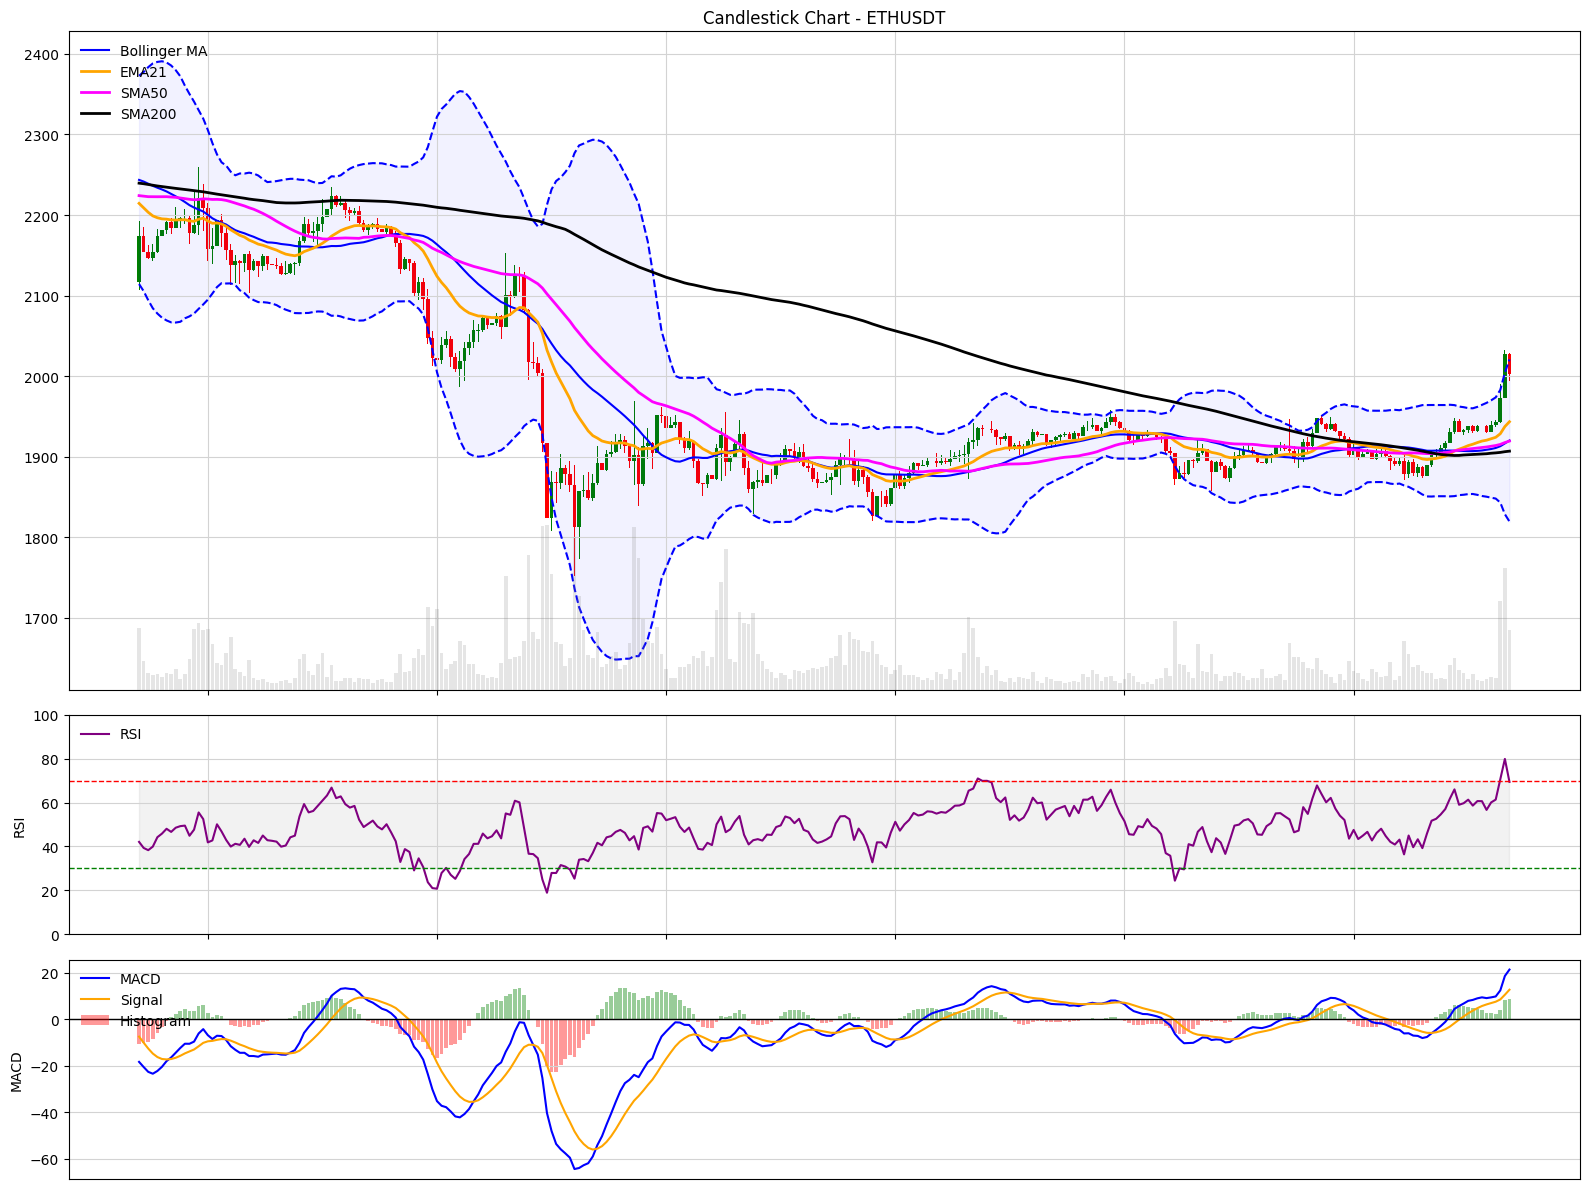 Candlestick Chart - ETHUSDT
Bollinger MA
EMA21
SMA50
SMA200
2400
2300
2200
2100
2000
1900
1800
1700
RSI
100
80
60
40
20
0
RSI
MACD
Signal
Histogram
20
0
−20
−40
−60
MACD